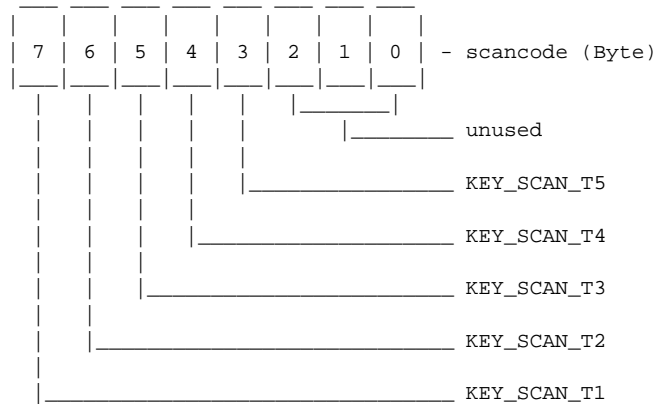 7 6 5 4 3 2 1 0 - scancode (Byte)
unused
KEY_SCAN_T5
KEY_SCAN_T4
KEY_SCAN_T3
KEY_SCAN_T2
KEY_SCAN_T1